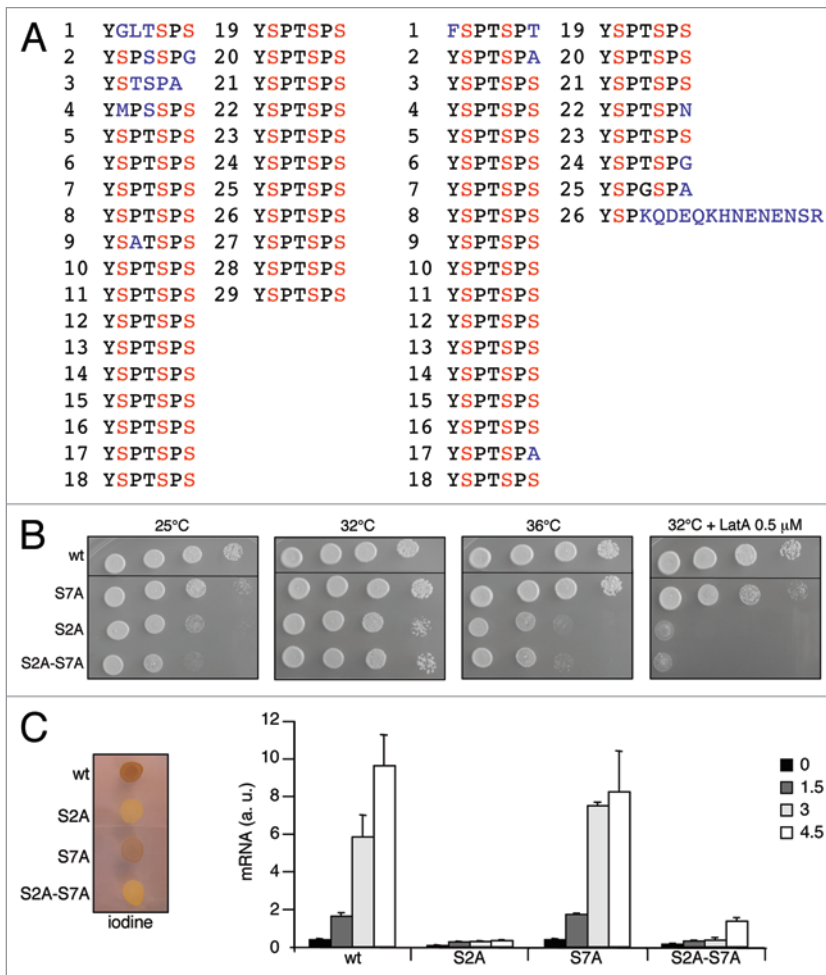 A
1 YGLTSPS 19 YSPTSPS 1 FSPTSPT 19 YSPTSPS
2 YSPSSPG 20 YSPTSPS 2 YSPTSPA 20 YSPTSPS
3 YSTSPA 21 YSPTSPS 3 YSPTSPS 21 YSPTSPS
4 YMPSSPS 22 YSPTSPS 4 YSPTSPS 22 YSPTSPN
5 YSPTSPS 23 YSPTSPS 5 YSPTSPS 23 YSPTSPS
6 YSPTSPS 24 YSPTSPS 6 YSPTSPS 24 YSPTSPG
7 YSPTSPS 25 YSPTSPS 7 YSPTSPS 25 YSPGSPA
8 YSPTSPS 26 YSPTSPS 8 YSPTSPS 26 YSPKQDEQKHNENENSR
9 YSATSPS 27 YSPTSPS 9 YSPTSPS
10 YSPTSPS 28 YSPTSPS 10 YSPTSPS
11 YSPTSPS 29 YSPTSPS 11 YSPTSPS
12 YSPTSPS 12 YSPTSPS
13 YSPTSPS 13 YSPTSPS
14 YSPTSPS 14 YSPTSPS
15 YSPTSPS 15 YSPTSPS
16 YSPTSPS 16 YSPTSPS
17 YSPTSPS 17 YSPTSPA
18 YSPTSPS 18 YSPTSPS
B
25°C 32°C 36°C 32°C + LatA 0.5 µM
wt
S7A
S2A
S2A-S7A
C
wt
S2A
S7A
S2A-S7A
iodine
mRNA (a. u.)
12
10
8
6
4
2
0
wt S2A S7A S2A-S7A
0
1.5
3
4.5